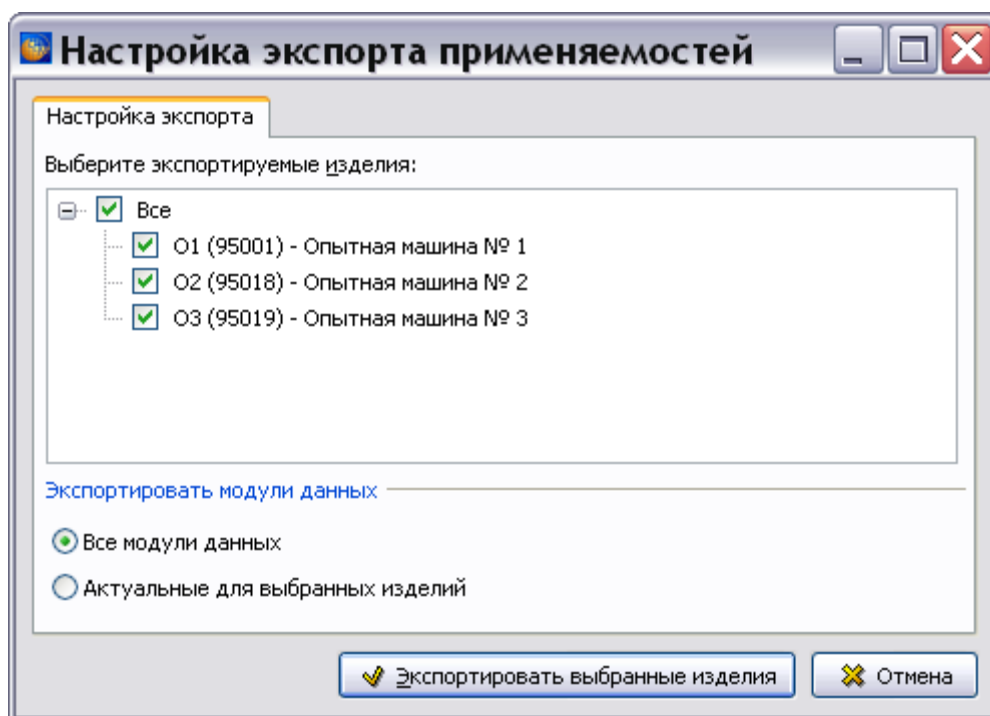 Настройка экспорта применяемостей
Настройка экспорта
Выберите экспортируемые изделия:
Все
О1 (95001) - Опытная машина № 1
О2 (95018) - Опытная машина № 2
О3 (95019) - Опытная машина № 3
Экспортировать модули данных
Все модули данных
Актуальные для выбранных изделий
Экспортировать выбранные изделия
Отмена